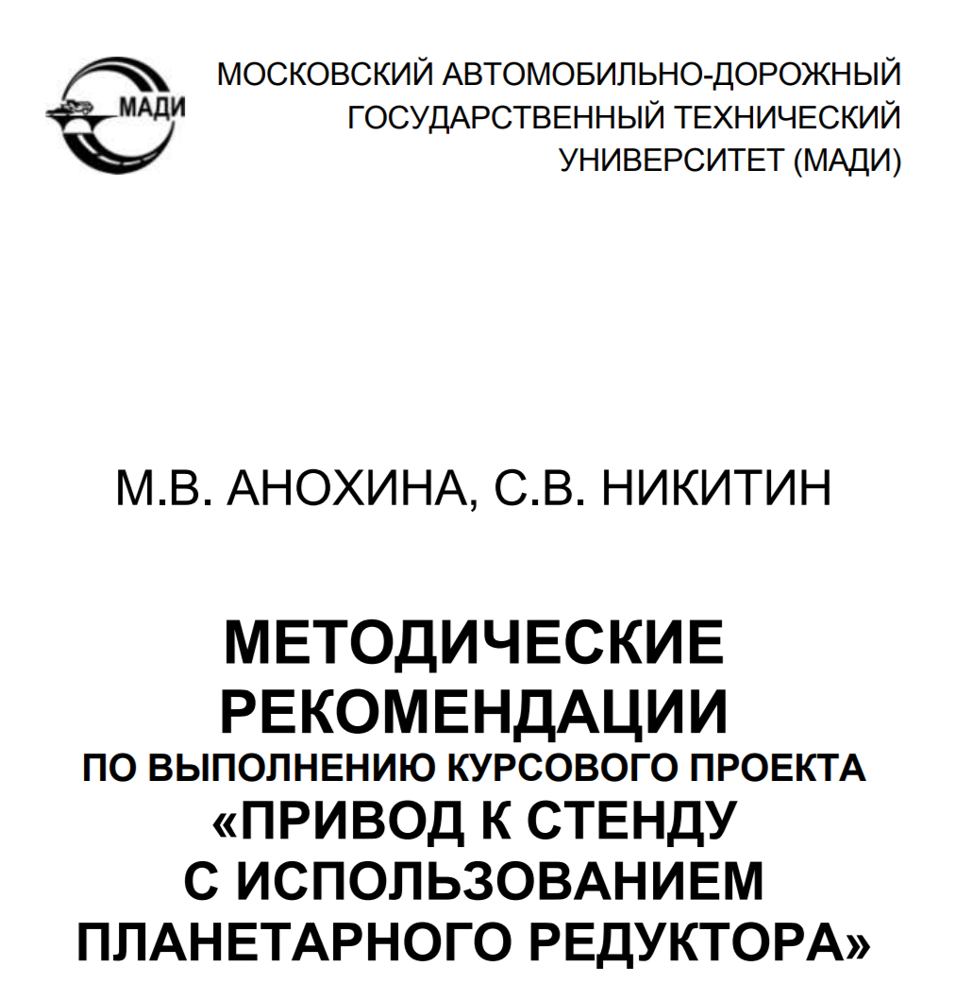 МАДИ
МОСКОВСКИЙ АВТОМОБИЛЬНО-ДОРОЖНЫЙ
ГОСУДАРСТВЕННЫЙ ТЕХНИЧЕСКИЙ
УНИВЕРСИТЕТ (МАДИ)
М.В. АНОХИНА, С.В. НИКИТИН
МЕТОДИЧЕСКИЕ
РЕКОМЕНДАЦИИ
ПО ВЫПОЛНЕНИЮ КУРСОВОГО ПРОЕКТА
«ПРИВОД К СТЕНДУ
С ИСПОЛЬЗОВАНИЕМ
ПЛАНЕТАРНОГО РЕДУКТОРА»